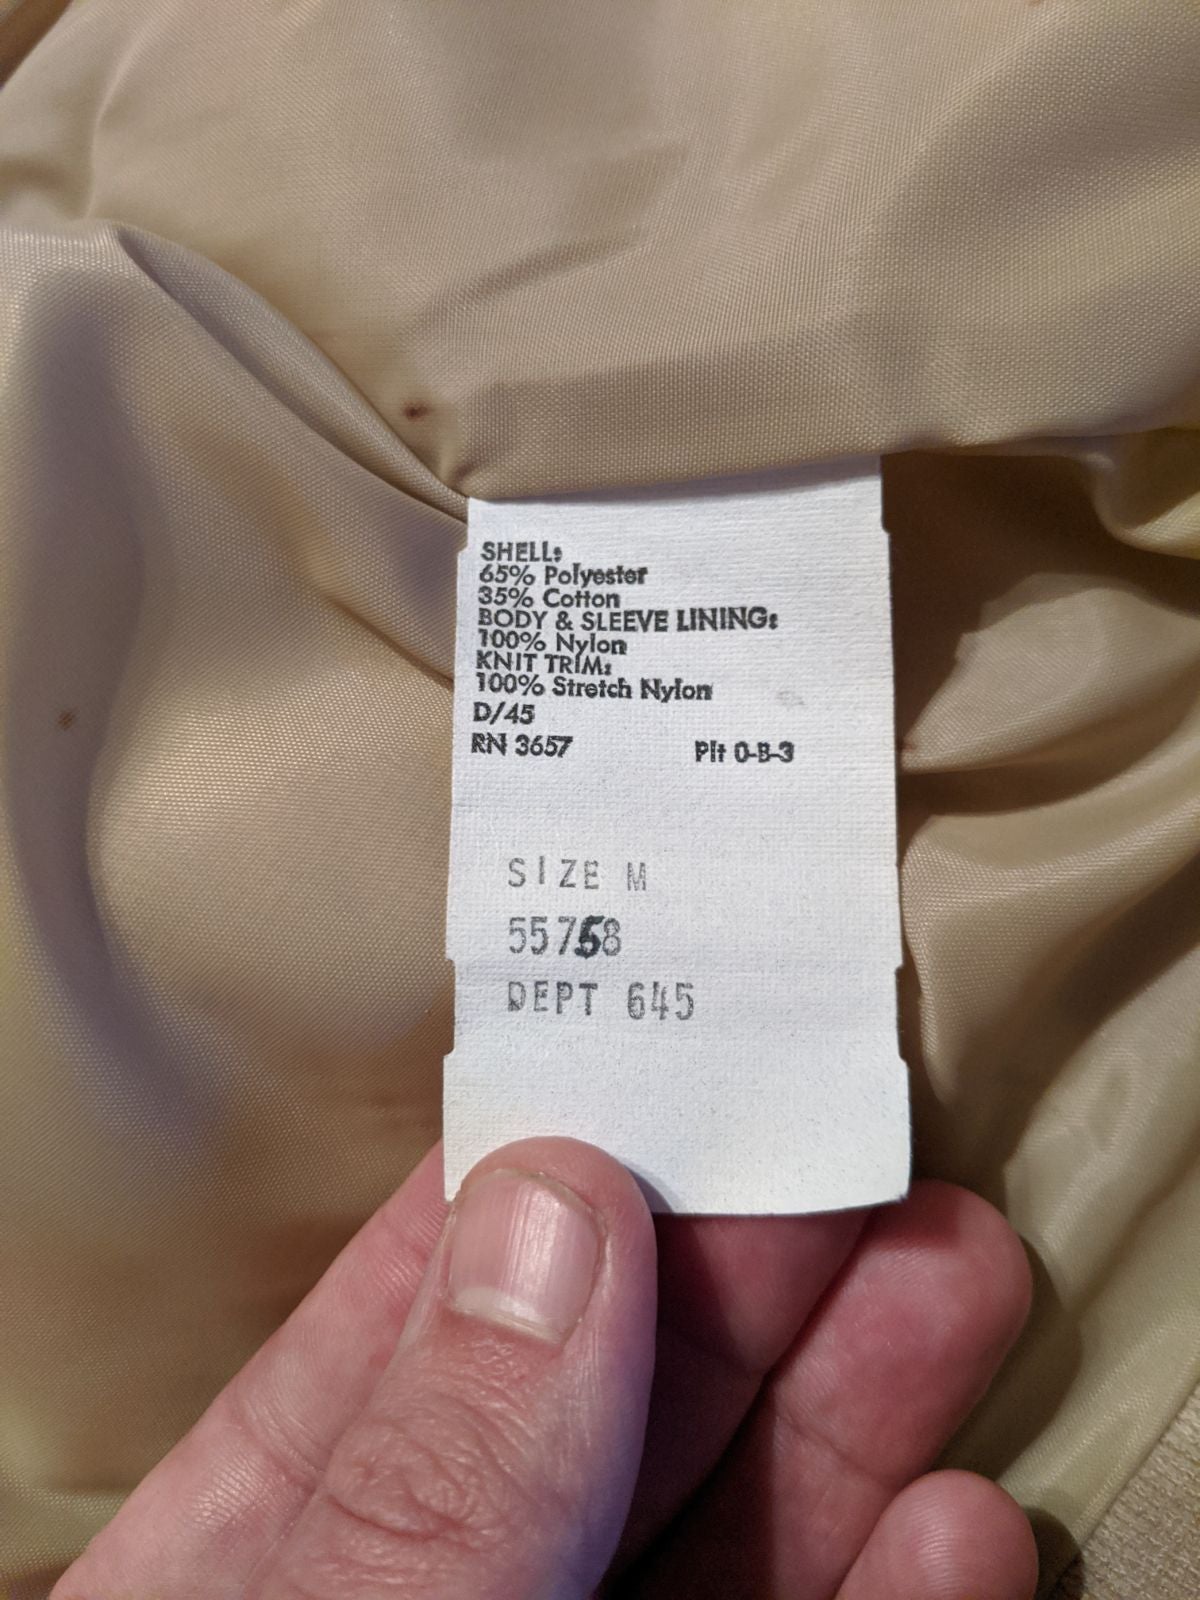 SHELL:
65% Polyester
35% Cotton
BODY & SLEEVE LINING:
100% Nylon
KNIT TRIM:
100% Stretch Nylon
D/45
RN 3657 Plt 0-B-3
SIZE M
55758
DEPT 645